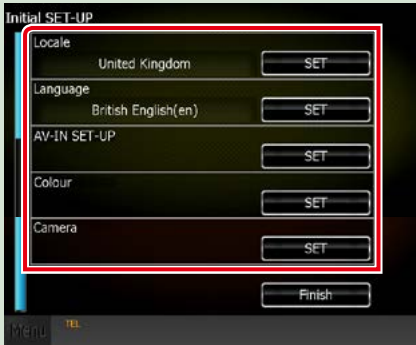 Initial SET-UP
Locale
United Kingdom SET
Language
British English(en) SET
AV-IN SET-UP
SET
Colour
SET
Camera
SET
Finish
Menu TEL